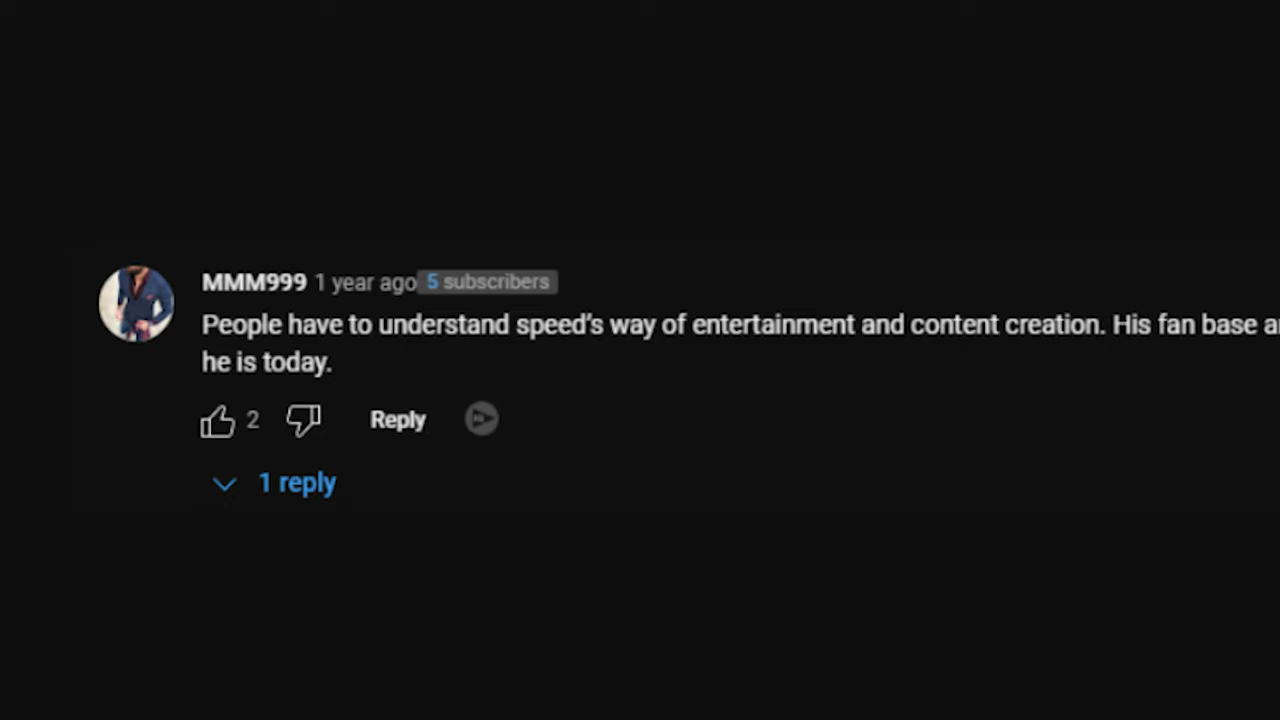 MMM999 1 year ago 5 subscribers
People have to understand speed's way of entertainment and content creation. His fan base
he is today.
2 Reply
1 reply